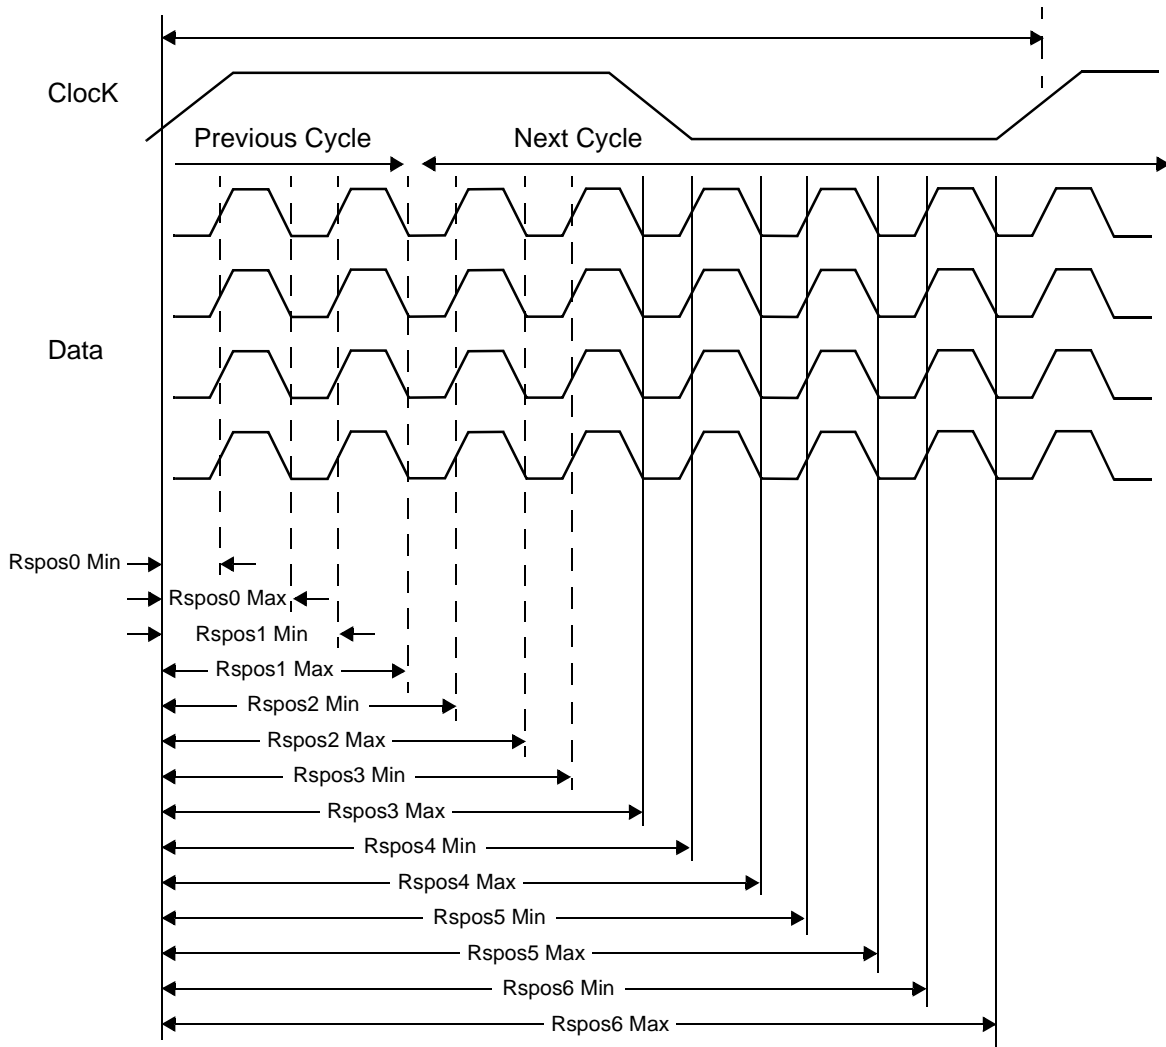 ClocK
Previous Cycle
Next Cycle
Data
Rspos0 Min
Rspos0 Max
Rspos1 Min
Rspos1 Max
Rspos2 Min
Rspos2 Max
Rspos3 Min
Rspos3 Max
Rspos4 Min
Rspos4 Max
Rspos5 Min
Rspos5 Max
Rspos6 Min
Rspos6 Max